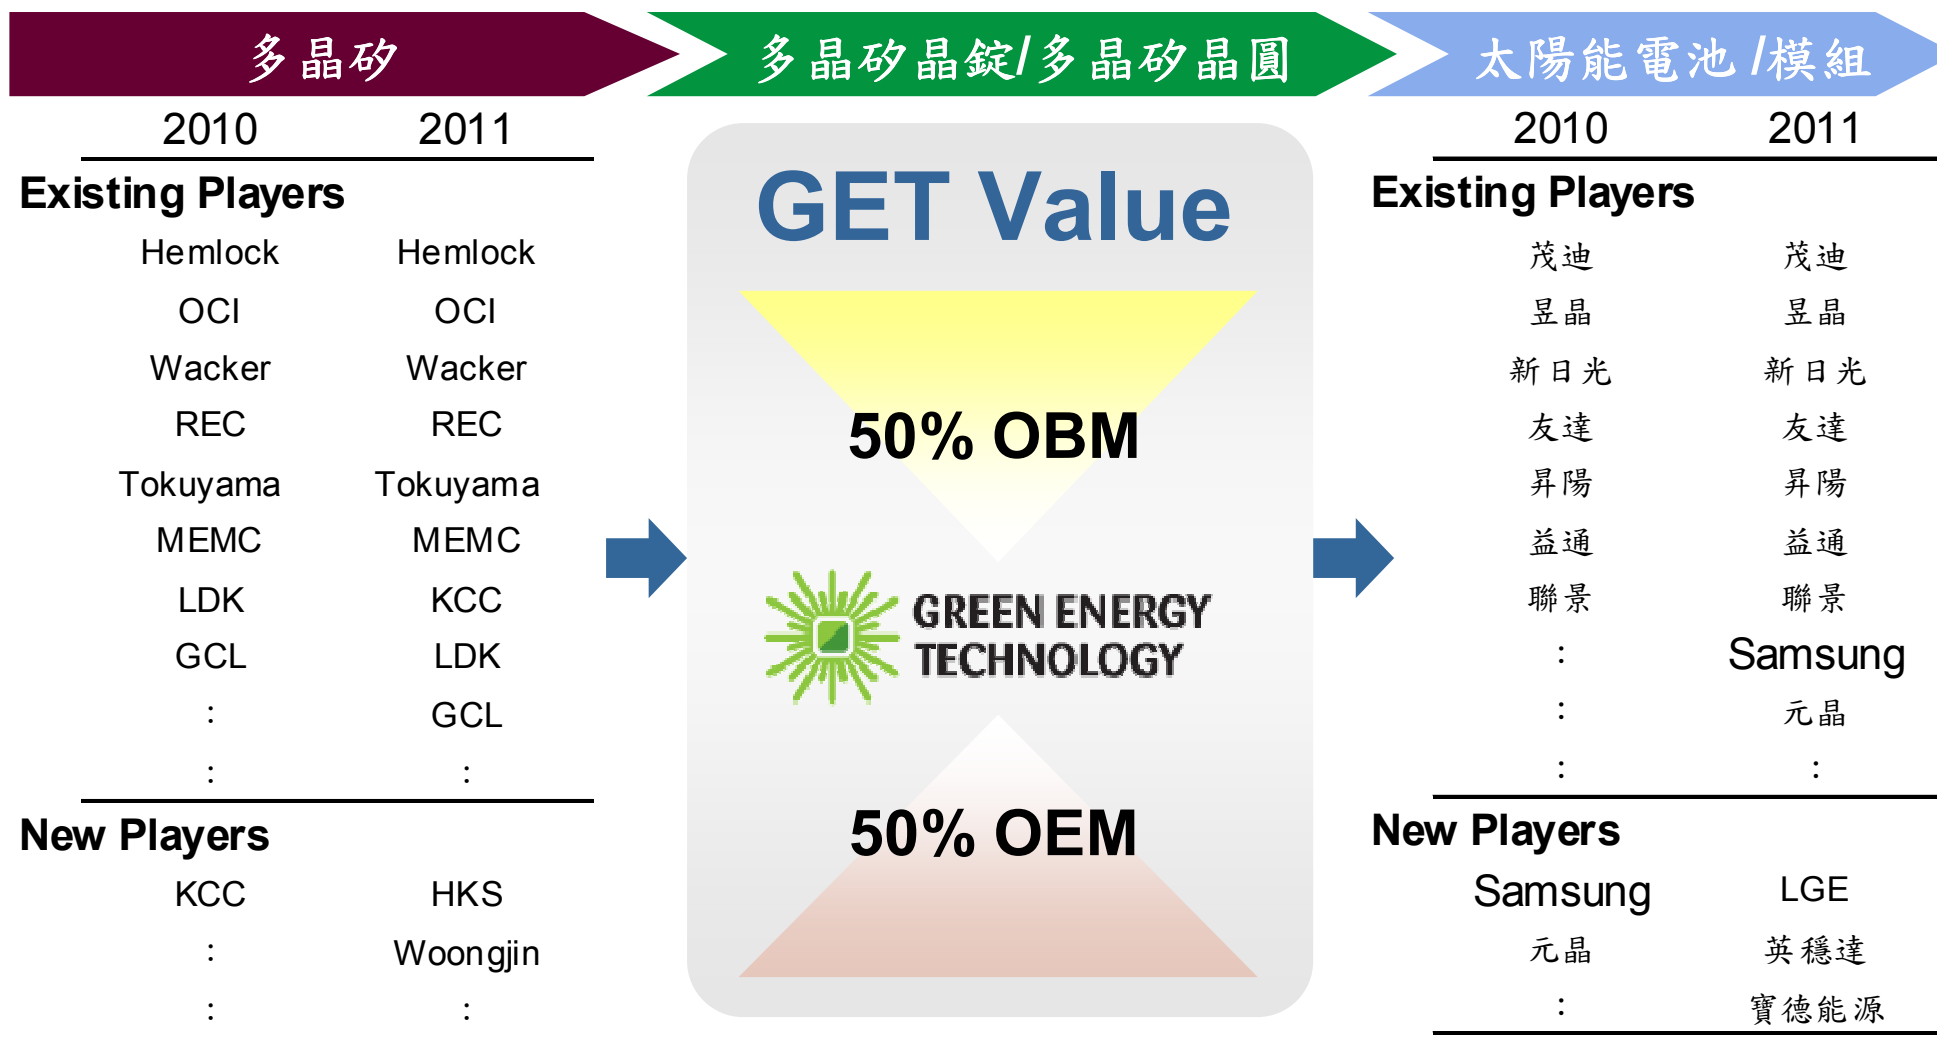 多晶矽
多晶矽晶錠/多晶矽晶圓
太陽能電池 /模組
2010 2011
Existing Players
Hemlock Hemlock
OCI OCI
Wacker Wacker
REC REC
Tokuyama Tokuyama
MEMC MEMC
LDK KCC
GCL LDK
: GCL
: :
New Players
KCC HKS
: Woongjin
: :
GET Value
50% OBM
GREEN ENERGY
TECHNOLOGY
50% OEM
2010 2011
Existing Players
茂迪 茂迪
昱晶 昱晶
新日光 新日光
友達 友達
昇陽 昇陽
益通 益通
聯景 聯景
: Samsung
: 元晶
: :
New Players
Samsung LGE
元晶 英穩達
: 寶德能源